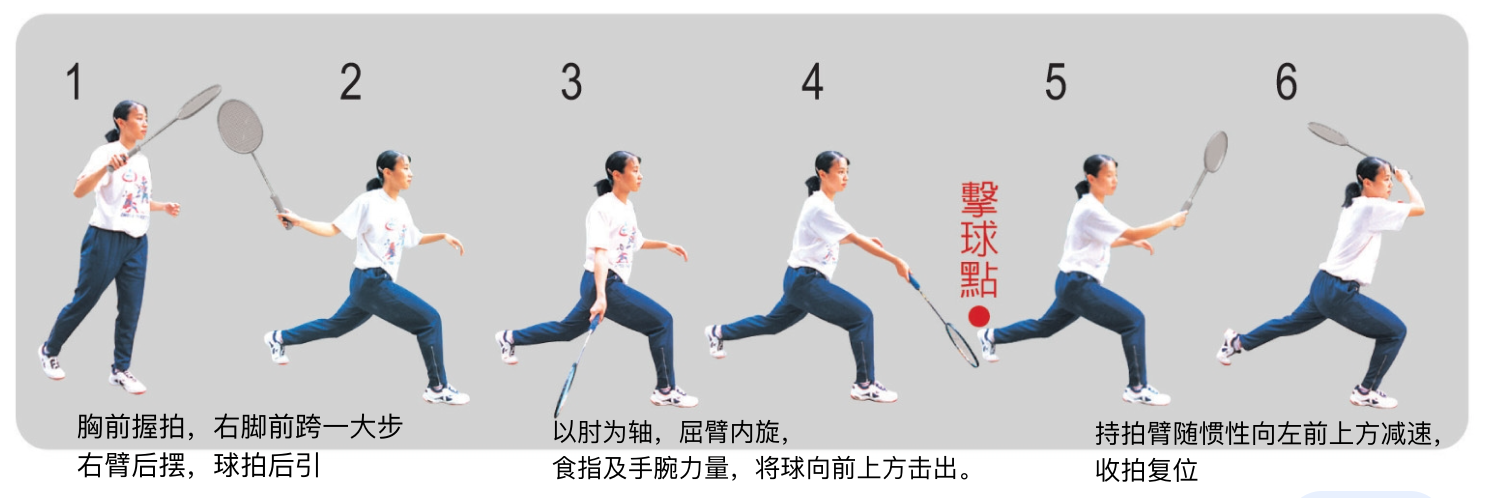 1
2
3
4
5
6
擊球點
胸前握拍，右脚前跨一大步
右臂后摆，球拍后引
以肘为轴，屈臂内旋，
食指及手腕力量，将球向前上方击出。
持拍臂随惯性向左前上方减速，
收拍复位